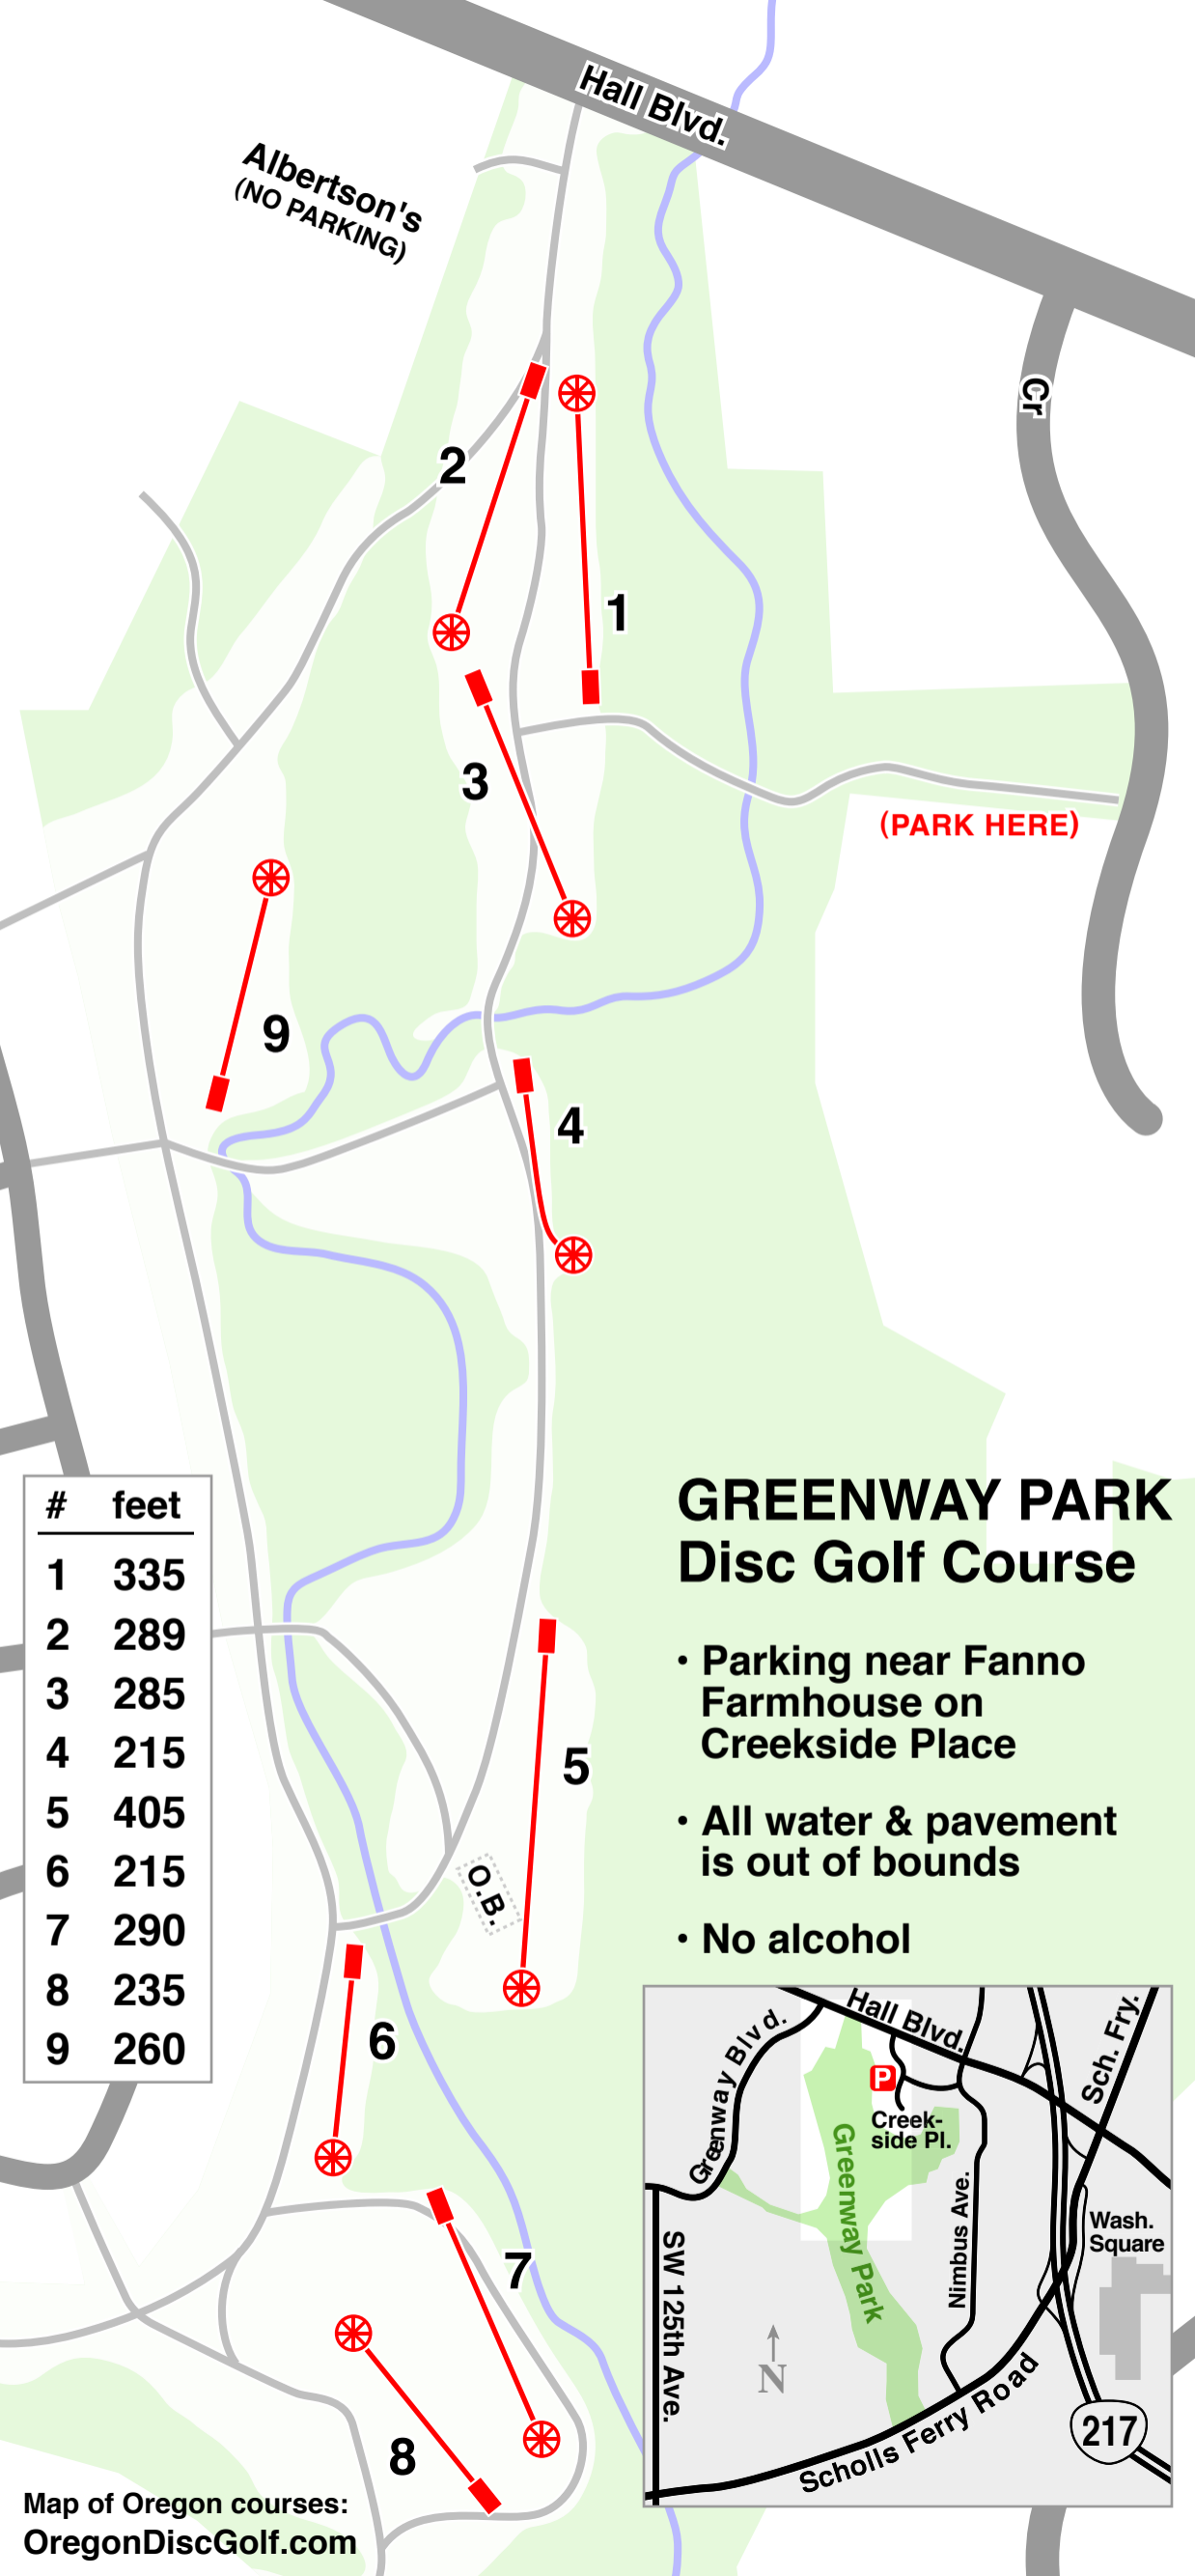 Hall Blvd.
Albertson's
(NO PARKING)
Cr
2
1
3
(PARK HERE)
9
4
# feet
1 335
2 289
3 285
4 215
5 405
6 215
7 290
8 235
9 260
GREENWAY PARK
Disc Golf Course
• Parking near Fanno
Farmhouse on
Creekside Place
• All water & pavement
is out of bounds
• No alcohol
5
O.B.
6
7
8
Hall Blvd.
Greenway Blvd.
Sch. Fry.
P
Creek-
side Pl.
Greenway Park
Nimbus Ave.
Wash.
Square
SW 125th Ave.
N
Scholls Ferry Road
217
Map of Oregon courses:
OregonDiscGolf.com